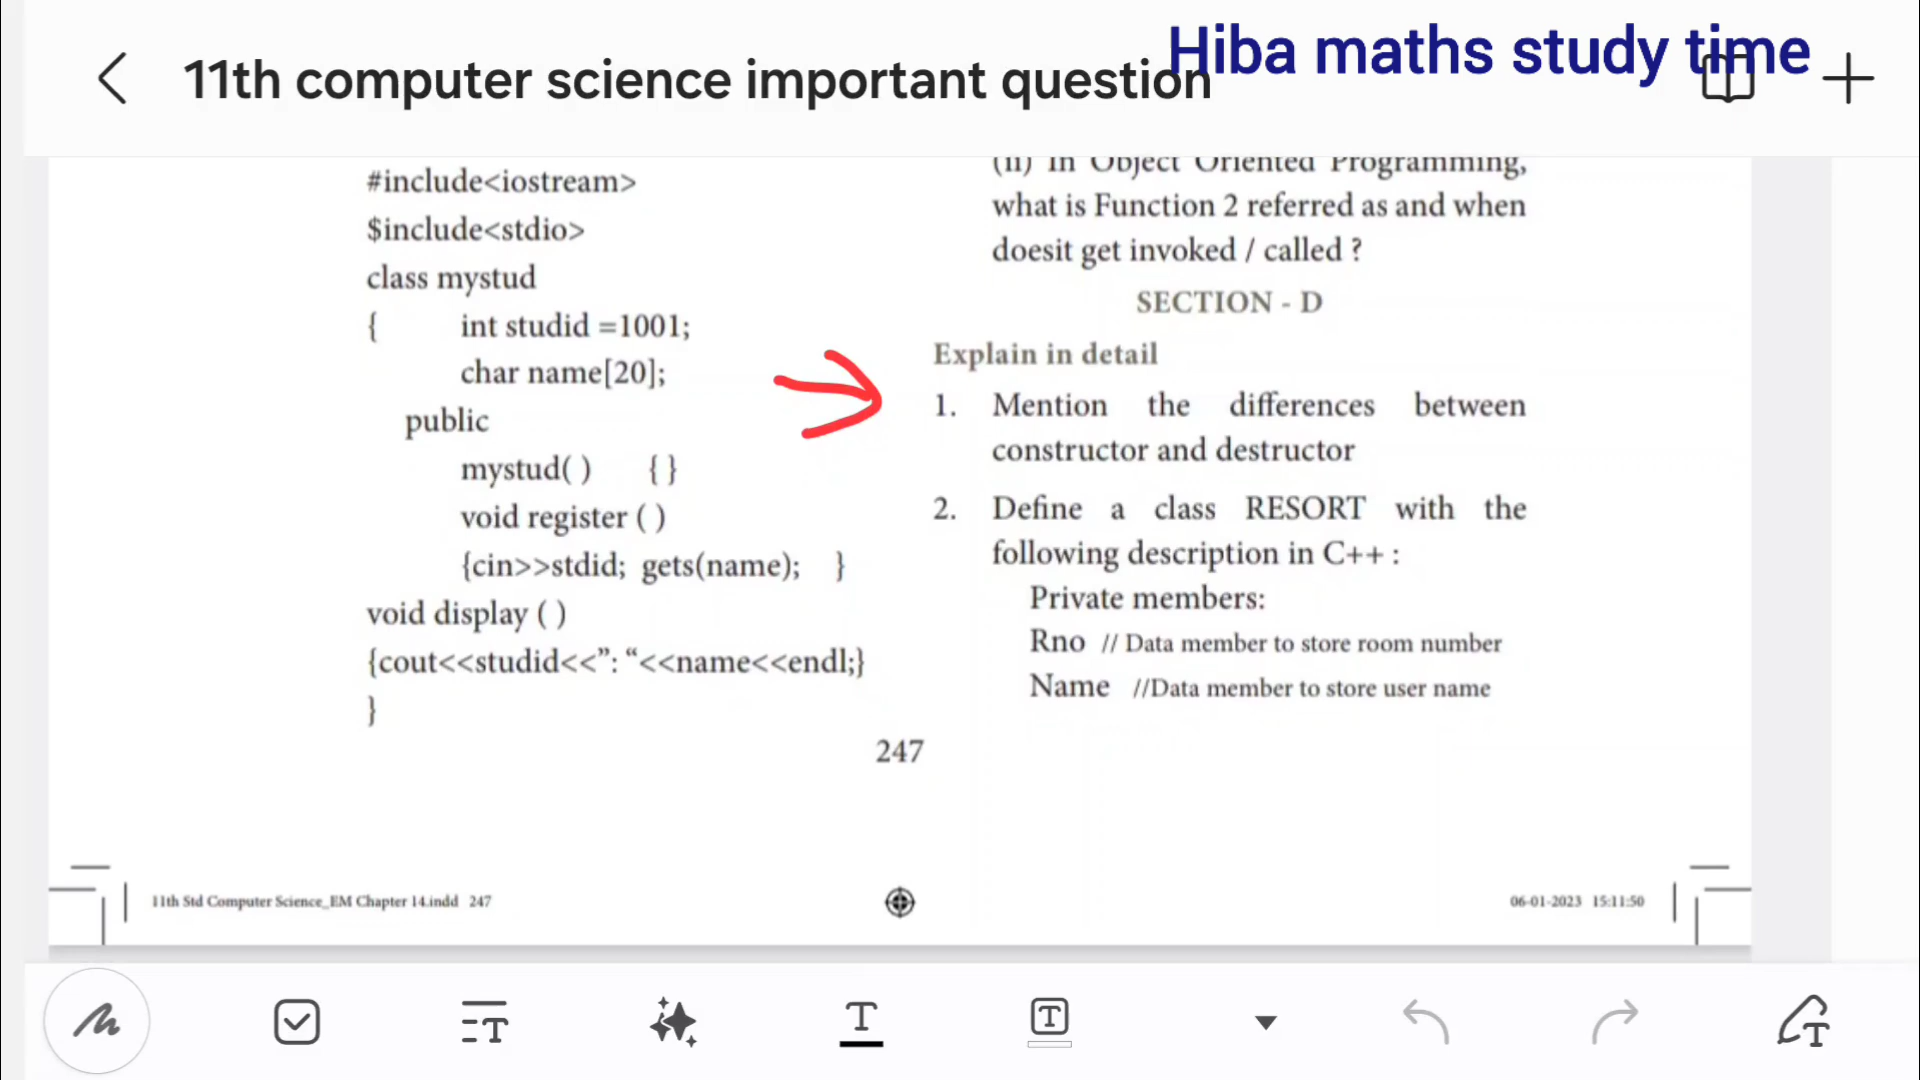 Hiba maths study time
11th computer science important question
#include<iostream>
$include<stdio>
class mystud
{ int studid =1001;
char name[20];
public
mystud( ) { }
void register ( )
{cin>>stdid; gets(name); }
void display ( )
{cout<<studid<<”: “<<name<<endl;}
}
(ii) In Object Oriented Programming,
what is Function 2 referred as and when
doesit get invoked / called ?
SECTION - D
Explain in detail
1. Mention the differences between
constructor and destructor
2. Define a class RESORT with the
following description in C++ :
Private members:
Rno // Data member to store room number
Name //Data member to store user name
247
11th Std Computer Science_EM Chapter 14.indd 247
06-01-2023 15:11:50